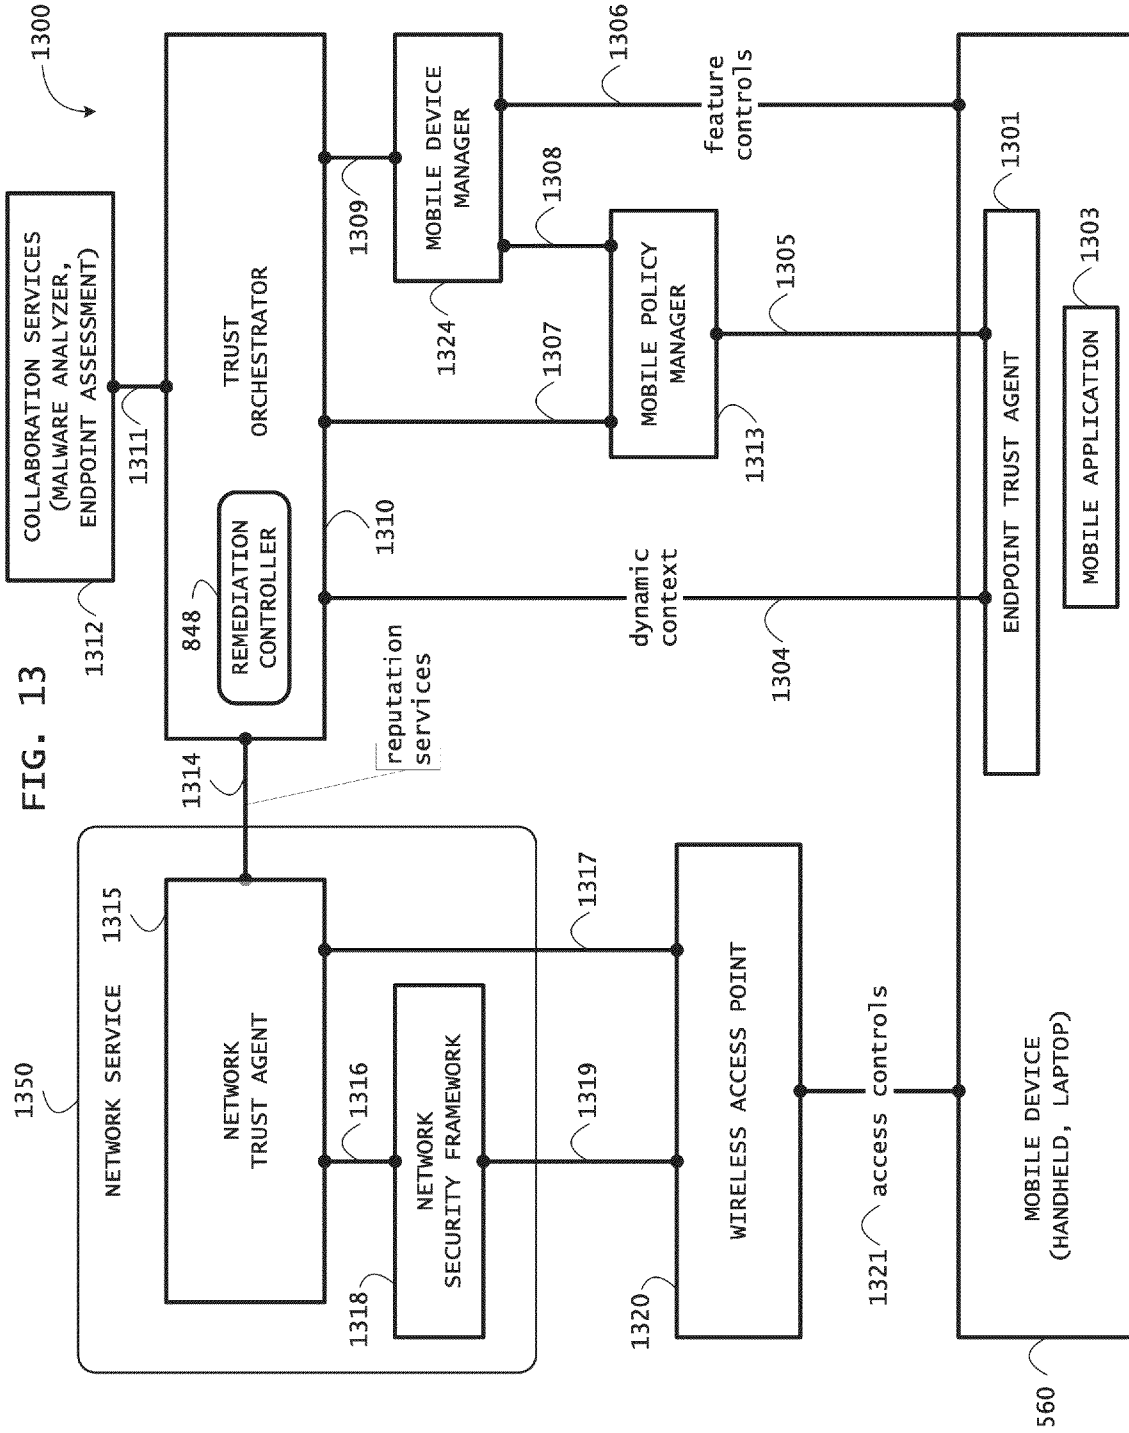 FIG. 13
1300
1350
NETWORK SERVICE
1315
NETWORK
TRUST AGENT
1316
1318
NETWORK
SECURITY FRAMEWORK
1319
1317
1314
reputation
services
1312
COLLABORATION SERVICES
(MALWARE ANALYZER,
ENDPOINT ASSESSMENT)
1311
TRUST
ORCHESTRATOR
848
REMEDIATION
CONTROLLER
1310
1309
MOBILE DEVICE
MANAGER
1324
1308
1307
1306
feature
controls
MOBILE POLICY
MANAGER
1313
1305
dynamic
context
1304
1320
WIRELESS ACCESS POINT
1321 access controls
560
MOBILE DEVICE
(HANDHELD, LAPTOP)
1301
ENDPOINT TRUST AGENT
1303
MOBILE APPLICATION